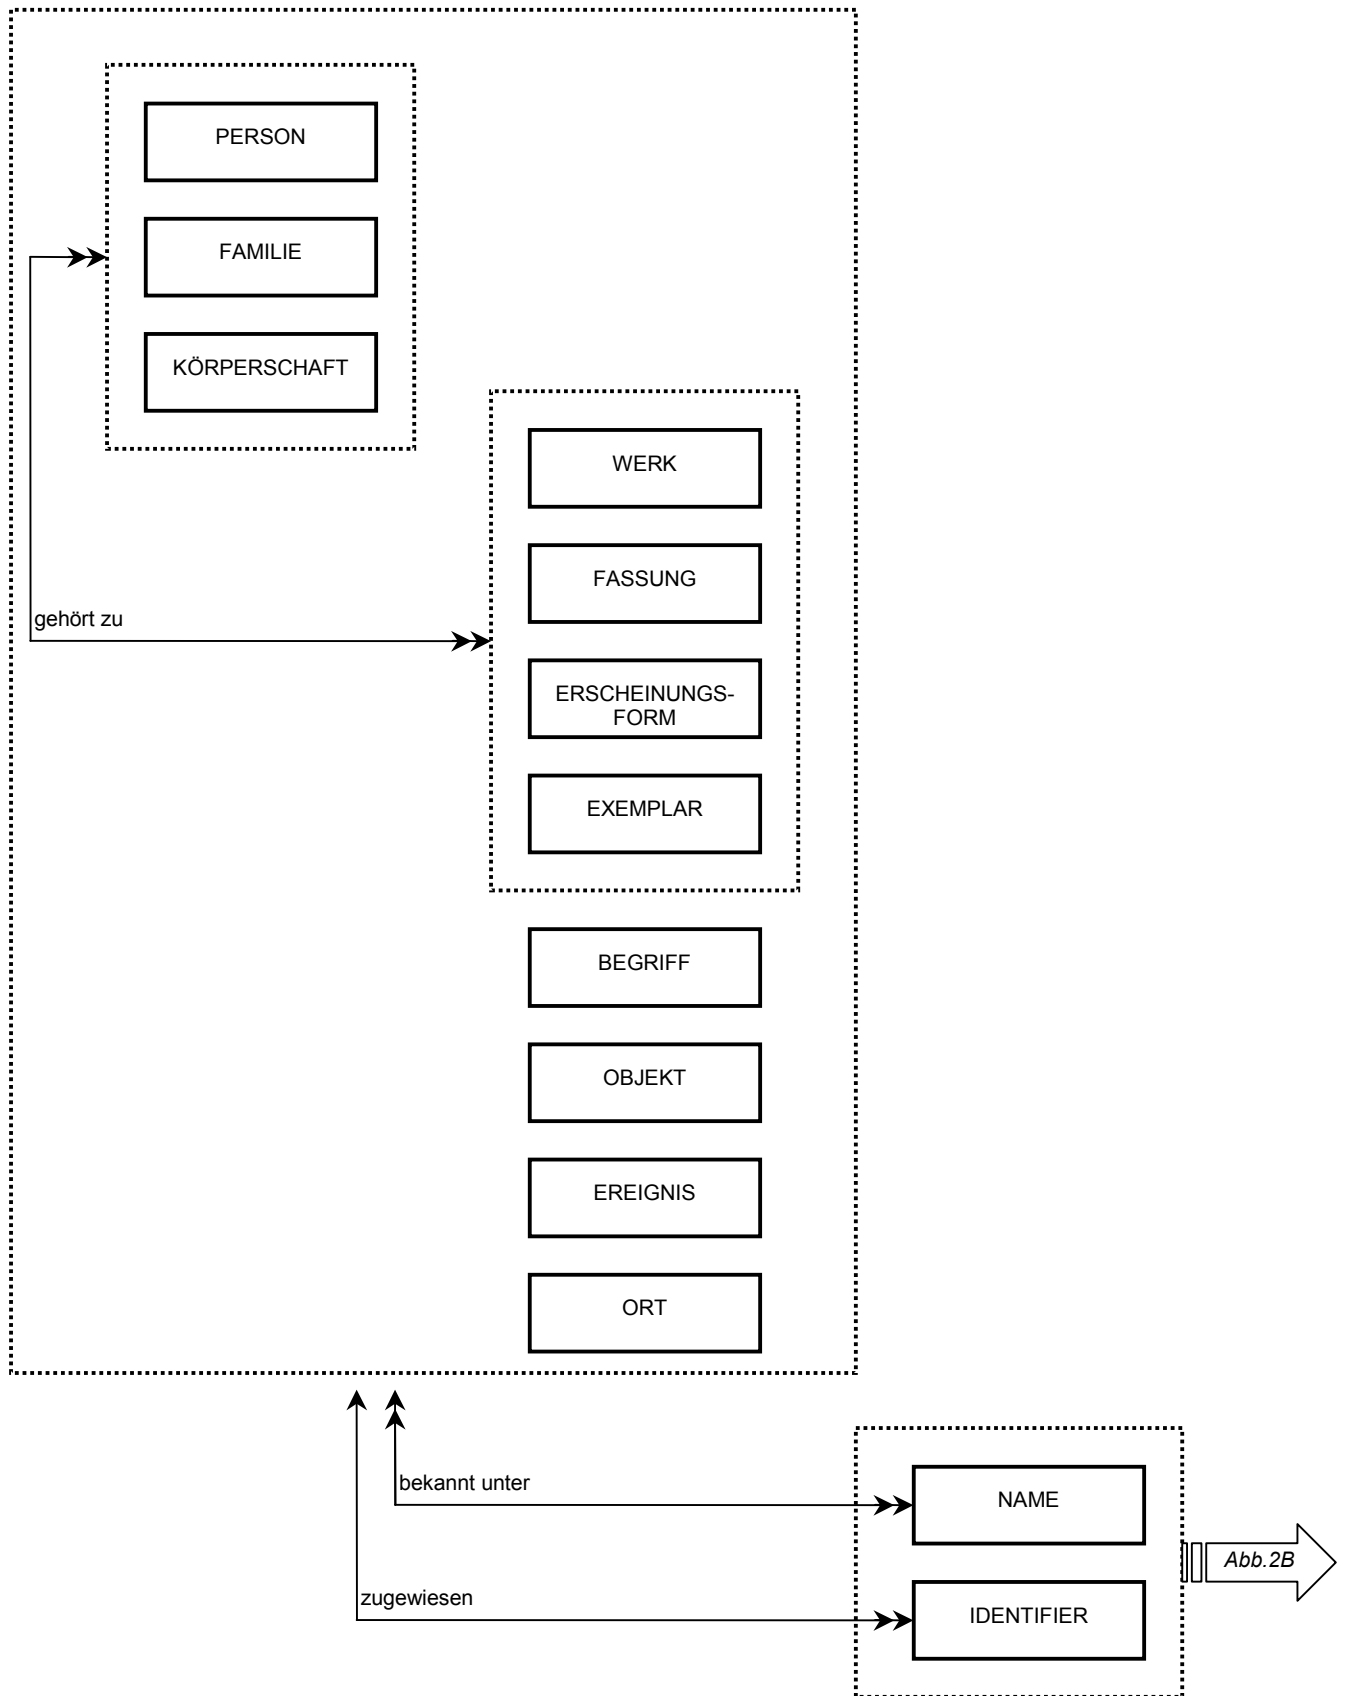 PERSON
FAMILIE
KÖRPERSCHAFT
WERK
FASSUNG
gehört zu
ERSCHEINUNGS-
FORM
EXEMPLAR
BEGRIFF
OBJEKT
EREIGNIS
ORT
bekannt unter
NAME
Abb.2B
zugewiesen
IDENTIFIER